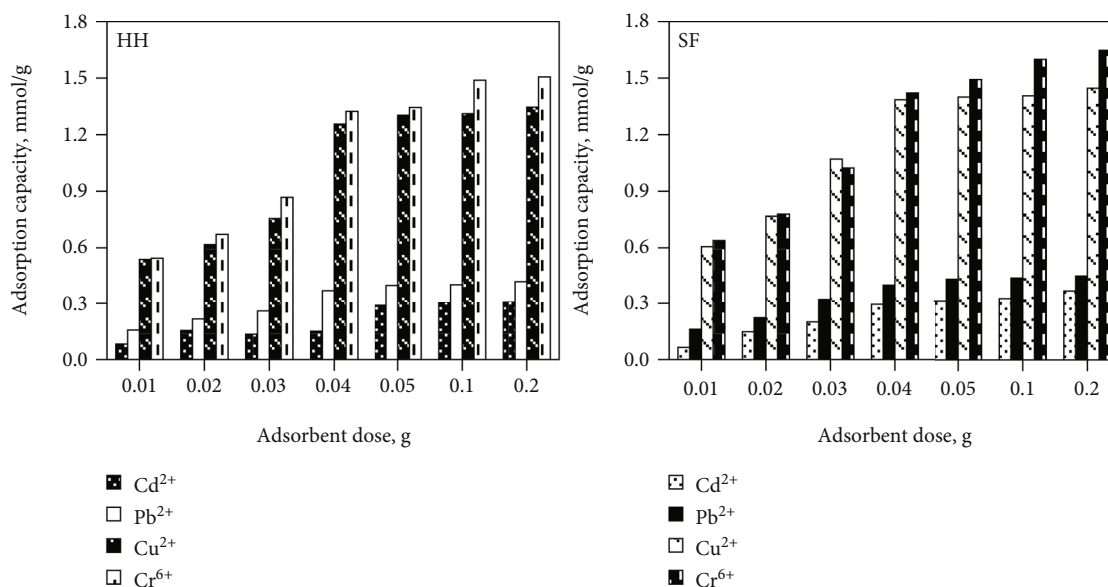 HH
Adsorption capacity, mmol/g
1.8
1.5
1.2
0.9
0.6
0.3
0.0
0.01 0.02 0.03 0.04 0.05 0.1 0.2
Adsorbent dose, g
Cd²⁺
Pb²⁺
Cu²⁺
Cr⁶⁺
SF
Adsorption capacity, mmol/g
1.8
1.5
1.2
0.9
0.6
0.3
0.0
0.01 0.02 0.03 0.04 0.05 0.1 0.2
Adsorbent dose, g
Cd²⁺
Pb²⁺
Cu²⁺
Cr⁶⁺